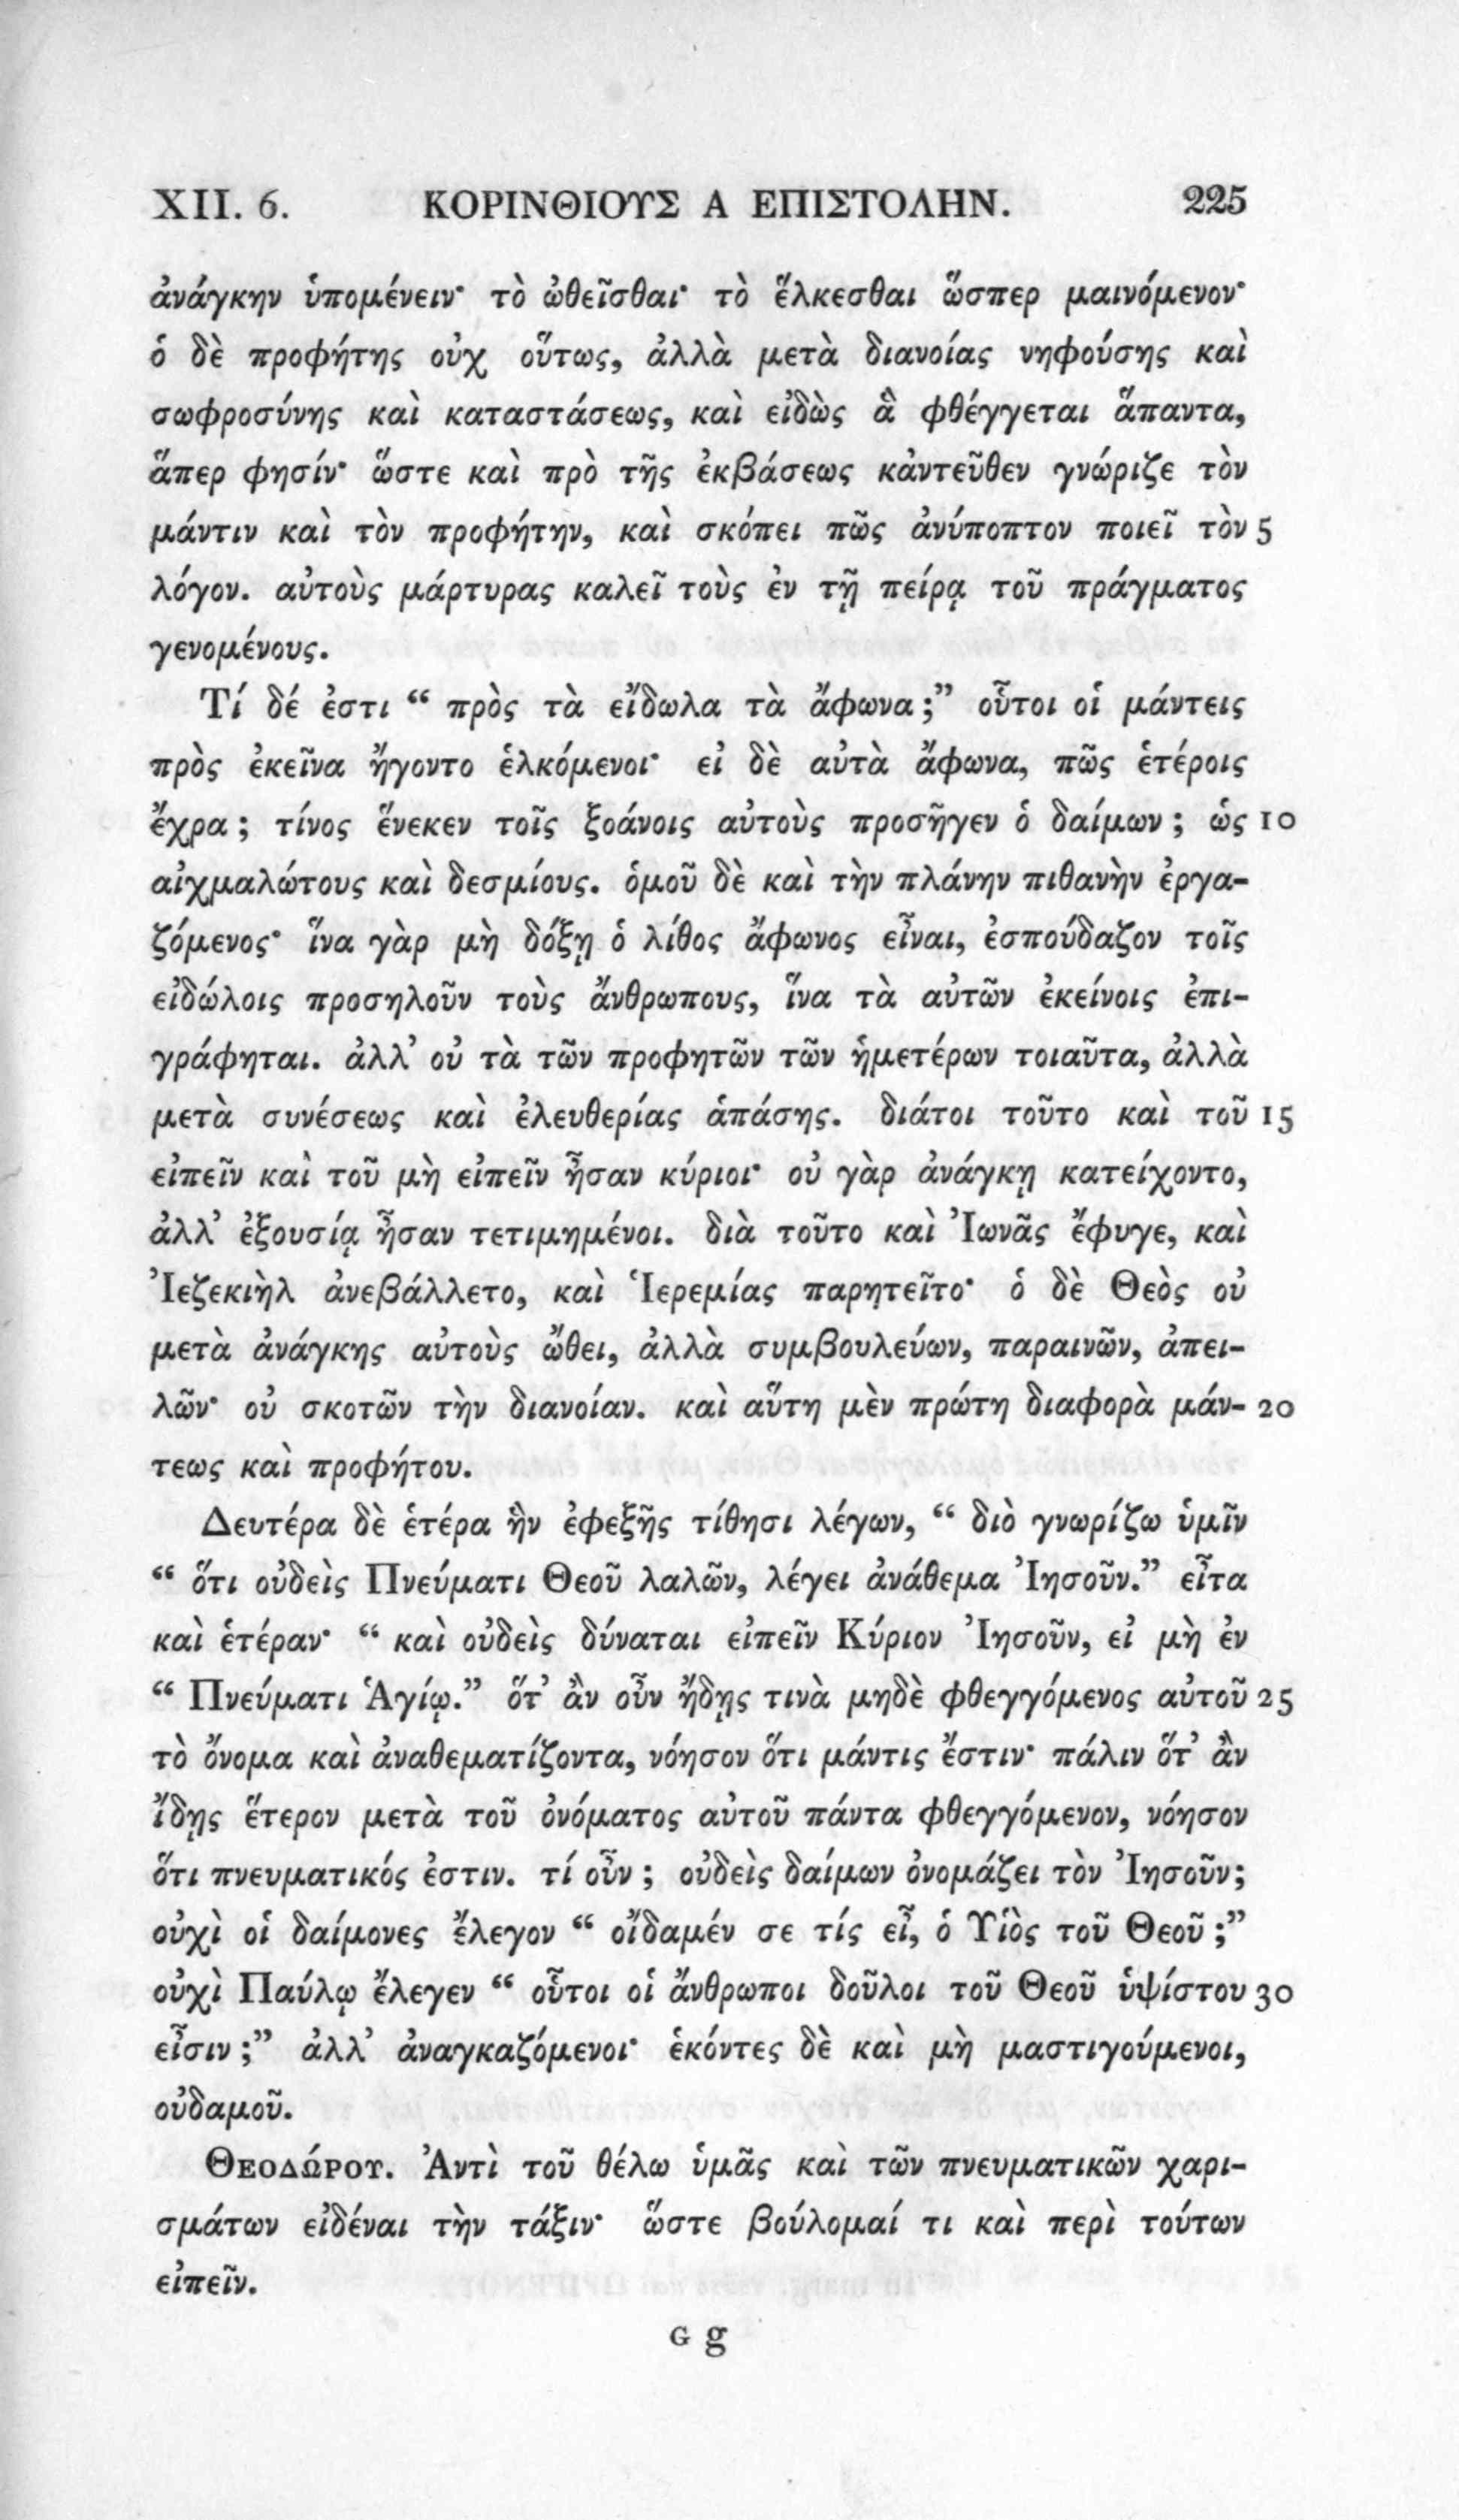 XII. 6. ΚΟΡΙΝΘΙΟΥΣ Α ΕΠΙΣΤΟΛΗΝ. 225
ἀνάγκην ὑπομένειν· τὸ ὠθεῖσθαι· τὸ ἕλκεσθαι ὥσπερ μαινόμενον·
ὁ δὲ προφήτης οὐχ οὕτως, ἀλλὰ μετὰ διανοίας νηφούσης καὶ
σωφροσύνης καὶ καταστάσεως, καὶ εἰδὼς ἃ φθέγγεται ἅπαντα,
ἅπερ φησίν· ὥστε καὶ πρὸ τῆς ἐκβάσεως κἀντεῦθεν γνώριζε τὸν
μάντιν καὶ τὸν προφήτην, καὶ σκόπει πῶς ἀνύποπτον ποιεῖ τὸν 5
λόγον. αὐτοὺς μάρτυρας καλεῖ τοὺς ἐν τῇ πείρᾳ τοῦ πράγματος
γενομένους.
Τί δέ ἐστι “ πρὸς τὰ εἴδωλα τὰ ἄφωνα;” οὗτοι οἱ μάντεις
πρὸς ἐκεῖνα ἤγοντο ἑλκόμενοι· εἰ δὲ αὐτὰ ἄφωνα, πῶς ἑτέροις
ἔχρα; τίνος ἕνεκεν τοῖς ξοάνοις αὐτοὺς προσῆγεν ὁ δαίμων; ὡς 10
αἰχμαλώτους καὶ δεσμίους. ὁμοῦ δὲ καὶ τὴν πλάνην πιθανὴν ἐργα-
ζόμενος· ἵνα γὰρ μὴ δόξῃ ὁ λίθος ἄφωνος εἶναι, ἐσπούδαζον τοῖς
εἰδώλοις προσηλοῦν τοὺς ἄνθρωπους, ἵνα τὰ αὐτῶν ἐκείνοις ἐπι-
γράφηται. ἀλλ’ οὐ τὰ τῶν προφητῶν τῶν ἡμετέρων τοιαῦτα, ἀλλὰ
μετὰ συνέσεως καὶ ἐλευθερίας ἁπάσης. διάτοι τοῦτο καὶ τοῦ 15
εἰπεῖν καὶ τοῦ μὴ εἰπεῖν ἦσαν κύριοι· οὐ γὰρ ἀνάγκῃ κατείχοντο,
ἀλλ’ ἐξουσίᾳ ἦσαν τετιμημένοι. διὰ τοῦτο καὶ Ἰωνᾶς ἔφυγε, καὶ
Ἰεζεκιὴλ ἀνεβάλλετο, καὶ Ἱερεμίας παρητεῖτο· ὁ δὲ Θεὸς οὐ
μετὰ ἀνάγκης αὐτοὺς ὤθει, ἀλλὰ συμβουλεύων, παραινῶν, ἀπει-
λῶν· οὐ σκοτῶν τὴν διανοίαν. καὶ αὕτη μὲν πρώτη διαφορὰ μάν- 20
τεως καὶ προφήτου.
Δευτέρα δὲ ἑτέρα ἣν ἐφεξῆς τίθησι λέγων, “ διὸ γνωρίζω ὑμῖν
“ ὅτι οὐδεὶς Πνεύματι Θεοῦ λαλῶν, λέγει ἀνάθεμα Ἰησοῦν.” εἶτα
καὶ ἑτέραν· “ καὶ οὐδεὶς δύναται εἰπεῖν Κύριον Ἰησοῦν, εἰ μὴ ἐν
“ Πνεύματι Ἁγίῳ.” ὅτ’ ἂν οὖν ἤδῃς τινὰ μηδὲ φθεγγόμενος αὐτοῦ 25
τὸ ὄνομα καὶ ἀναθεματίζοντα, νόησον ὅτι μάντις ἔστιν· πάλιν ὅτ’ ἂν
ἴδῃς ἕτερον μετὰ τοῦ ὀνόματος αὐτοῦ πάντα φθεγγόμενον, νόησον
ὅτι πνευματικός ἐστιν. τί οὖν; οὐδεὶς δαίμων ὀνομάζει τὸν Ἰησοῦν;
οὐχὶ οἱ δαίμονες ἔλεγον “ οἴδαμέν σε τίς εἶ, ὁ Υἱὸς τοῦ Θεοῦ;”
οὐχὶ Παύλῳ ἔλεγεν “ οὗτοι οἱ ἄνθρωποι δοῦλοι τοῦ Θεοῦ ὑψίστου 30
εἶσιν;” ἀλλ’ ἀναγκαζόμενοι· ἑκόντες δὲ καὶ μὴ μαστιγούμενοι,
οὐδαμοῦ.
ΘΕΟΔΏΡΟΥ. Ἀντὶ τοῦ θέλω ὑμᾶς καὶ τῶν πνευματικῶν χαρι-
σμάτων εἰδέναι τὴν τάξιν· ὥστε βούλομαί τι καὶ περὶ τούτων
εἰπεῖν.
G g